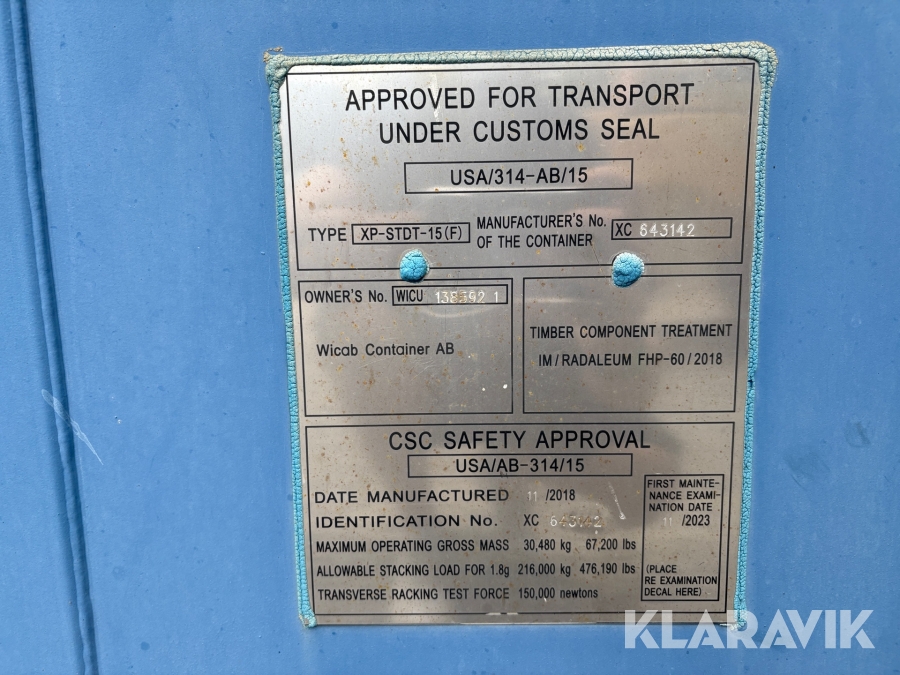 APPROVED FOR TRANSPORT
UNDER CUSTOMS SEAL
USA/314-AB/15
TYPE XP-STDT-15(F) MANUFACTURER'S No. OF THE CONTAINER XC 643142
OWNER'S No. WICU
Wicab Container AB
TIMBER COMPONENT TREATMENT
IM/RADALEUM FHP-60/2018
CSC SAFETY APPROVAL
USA/AB-314/15
DATE MANUFACTURED 11/2018
IDENTIFICATION No. XC 643142
MAXIMUM OPERATING GROSS MASS 30,480 kg 67,200 lbs
ALLOWABLE STACKING LOAD FOR 1.8g 216,000 kg 476,190 lbs
TRANSVERSE RACKING TEST FORCE 150,000 newtons
FIRST MAINTE-
NANCE EXAMI-
NATION DATE
11/2023
(PLACE
RE EXAMINATION
DECAL HERE)
KLARAVIK